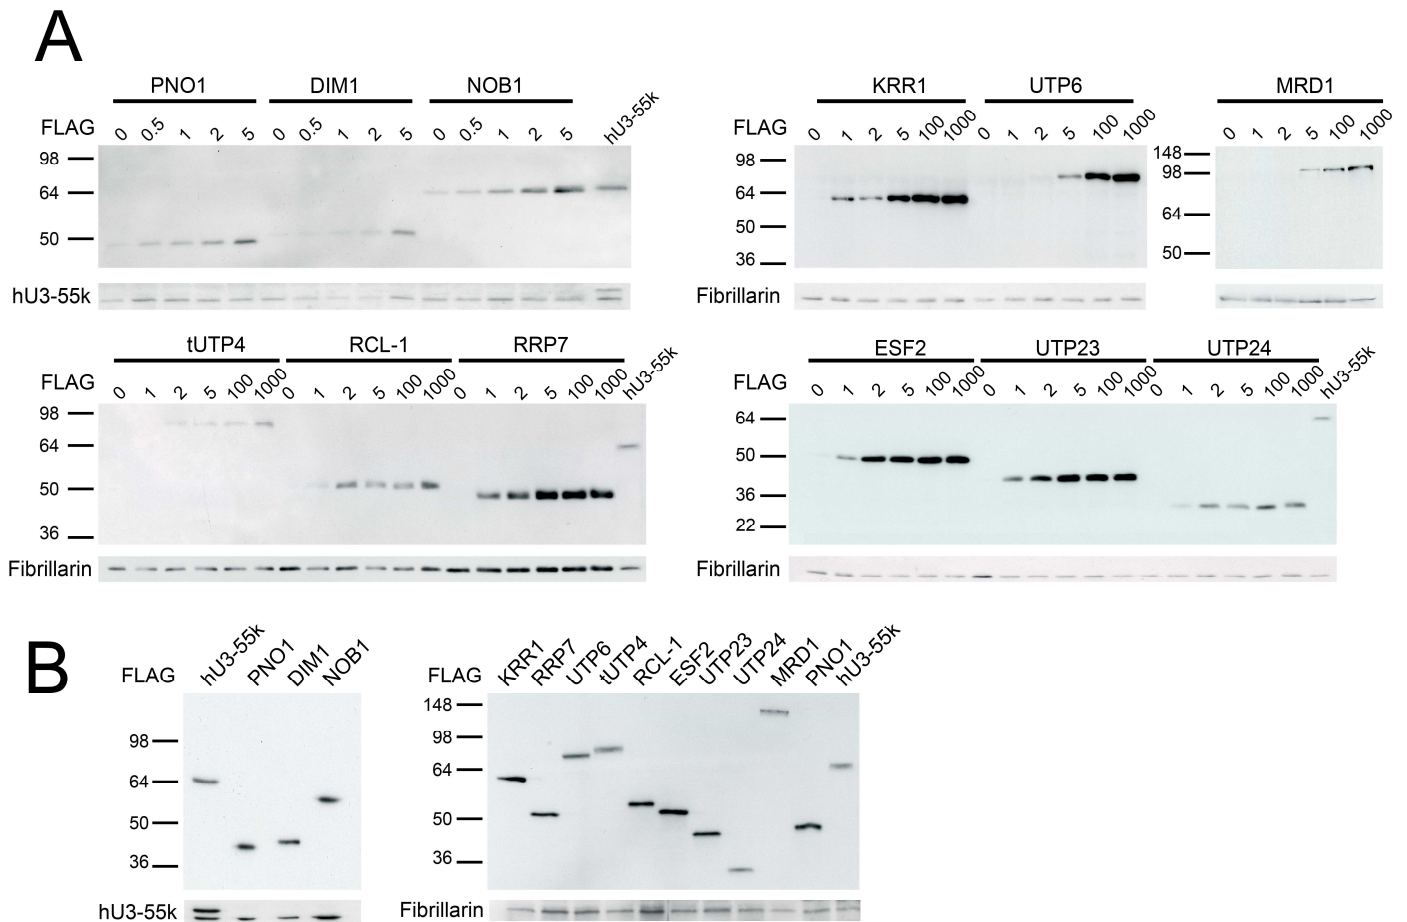 A
PNO1 DIM1 NOB1
FLAG 0 0.5 1 2 5 0 0.5 1 2 5 0 0.5 1 2 5 hU3-55k
98
64
50
hU3-55k
KRR1 UTP6 MRD1
FLAG 0 1 2 5 100 1000 0 1 2 5 100 1000 0 1 2 5 100 1000
98 148
64 98
50 64
36 50
Fibrillarin
tUTP4 RCL-1 RRP7
FLAG 0 1 2 5 100 1000 0 1 2 5 100 1000 0 1 2 5 100 1000 hU3-55k
98
64
50
36
Fibrillarin
ESF2 UTP23 UTP24
FLAG 0 1 2 5 100 1000 0 1 2 5 100 1000 0 1 2 5 100 1000 hU3-55k
64
50
36
22
Fibrillarin
B
FLAG hU3-55k PNO1 DIM1 NOB1
98
64
50
36
hU3-55k
FLAG KRR1 RRP7 UTP6 tUTP4 RCL-1 ESF2 UTP23 UTP24 MRD1 PNO1 hU3-55k
148
98
64
50
36
Fibrillarin